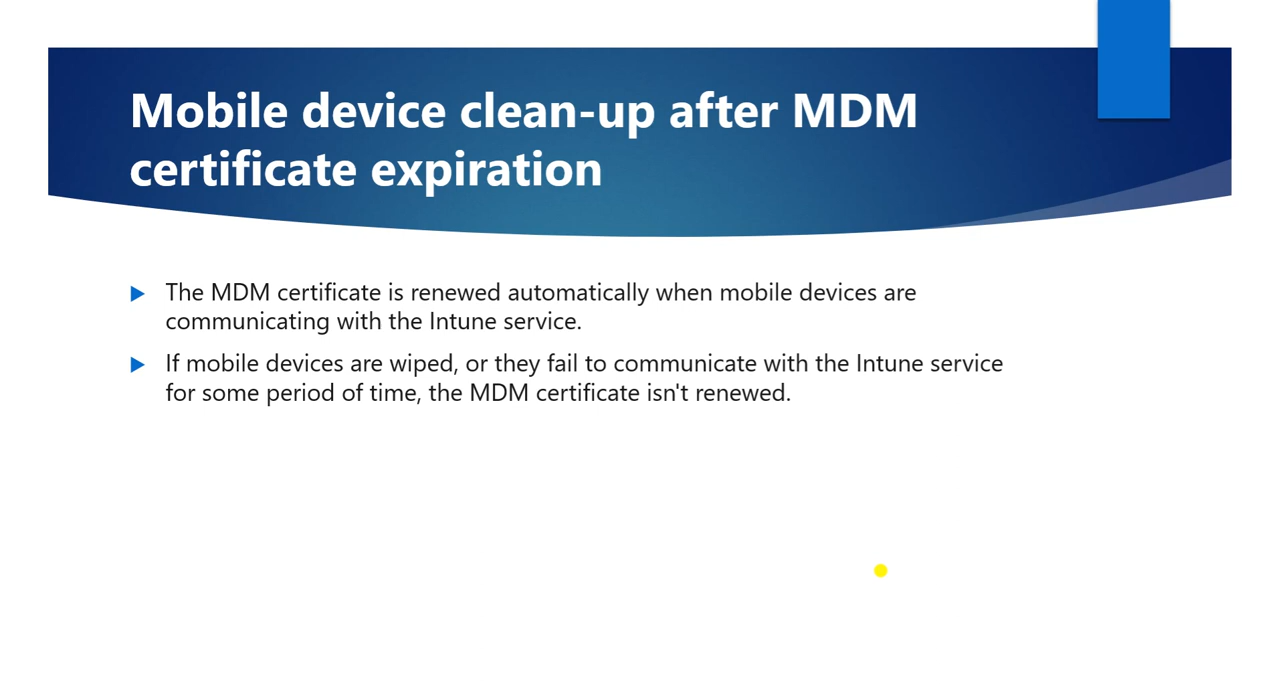 Mobile device clean-up after MDM
certificate expiration
The MDM certificate is renewed automatically when mobile devices are
communicating with the Intune service.
If mobile devices are wiped, or they fail to communicate with the Intune service
for some period of time, the MDM certificate isn't renewed.